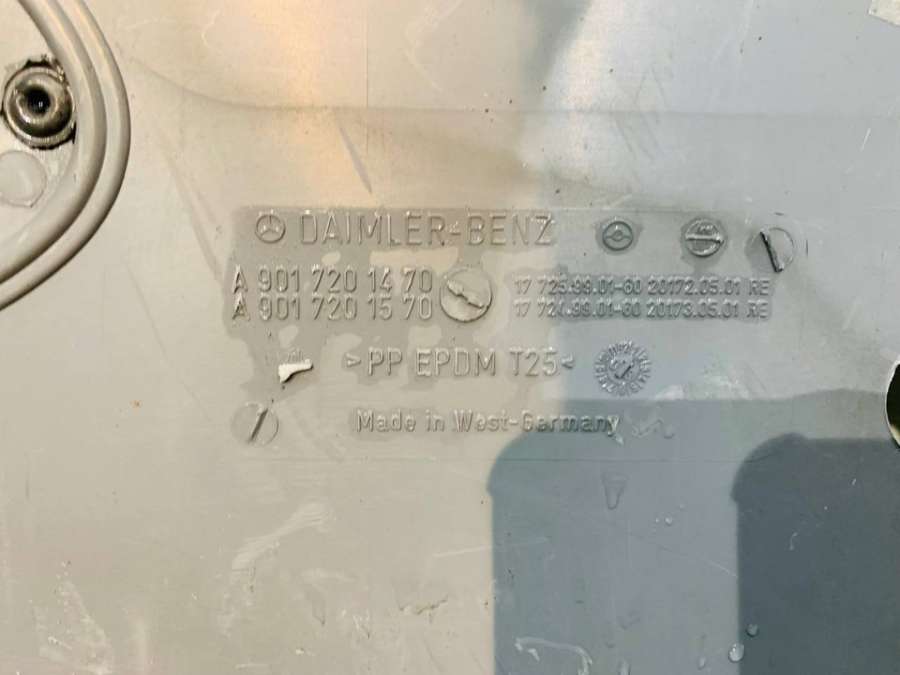 DAIMLER-BENZ
A 901 720 14 70
A 901 720 15 70
17 725.99.01-60 20172.05.01 RE
17 724.99.01-60 20173.05.01 RE
>PP EPDM T25<
Made in West-Germany